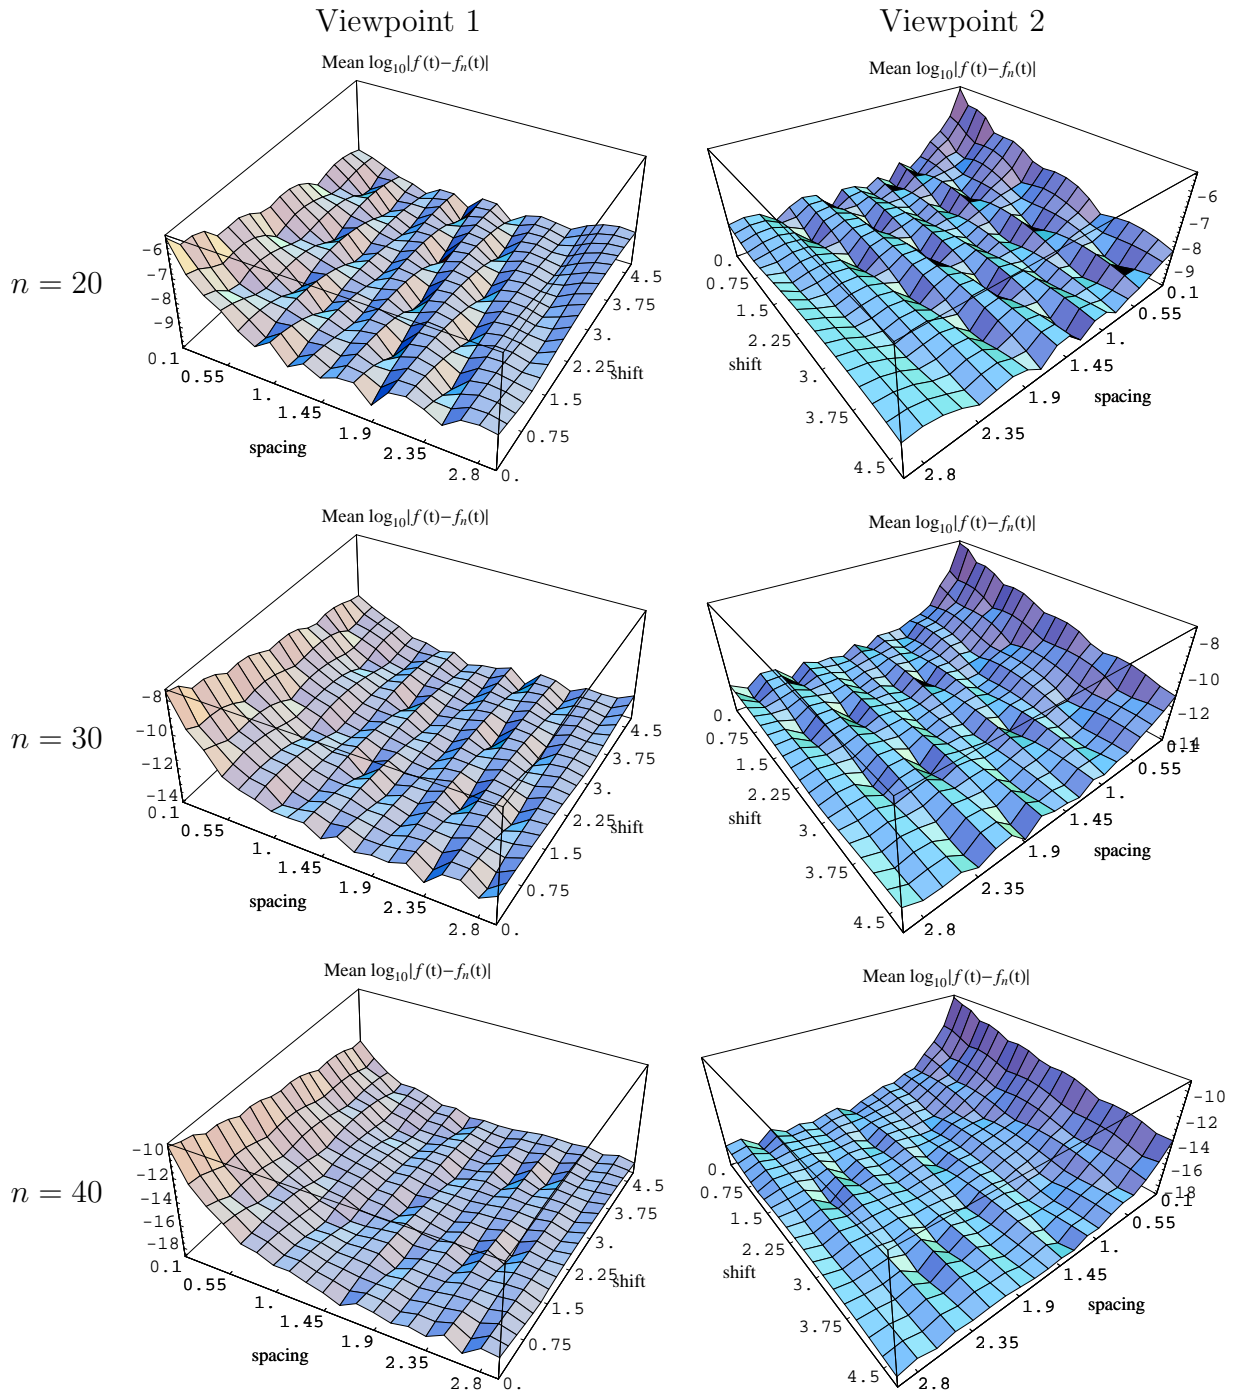 Viewpoint 1 Viewpoint 2
Mean log₁₀|f(t)−fₙ(t)| Mean log₁₀|f(t)−fₙ(t)|
n = 20
-6
-7
-8
-9
0.1 0.55 1. 1.45 1.9 2.35 2.8
spacing
0. 0.75 1.5 2.25 3. 3.75 4.5
shift
-6
-7
-8
-9
0. 0.75 1.5 2.25 3. 3.75 4.5
shift
0.1 0.55 1. 1.45 1.9 2.35 2.8
spacing
Mean log₁₀|f(t)−fₙ(t)| Mean log₁₀|f(t)−fₙ(t)|
n = 30
-8
-10
-12
-14
0.1 0.55 1. 1.45 1.9 2.35 2.8
spacing
0. 0.75 1.5 2.25 3. 3.75 4.5
shift
-8
-10
-12
-14
0. 0.75 1.5 2.25 3. 3.75 4.5
shift
0.1 0.55 1. 1.45 1.9 2.35 2.8
spacing
Mean log₁₀|f(t)−fₙ(t)| Mean log₁₀|f(t)−fₙ(t)|
n = 40
-10
-12
-14
-16
-18
0.1 0.55 1. 1.45 1.9 2.35 2.8
spacing
0. 0.75 1.5 2.25 3. 3.75 4.5
shift
-10
-12
-14
-16
-18
0. 0.75 1.5 2.25 3. 3.75 4.5
shift
0.1 0.55 1. 1.45 1.9 2.35 2.8
spacing